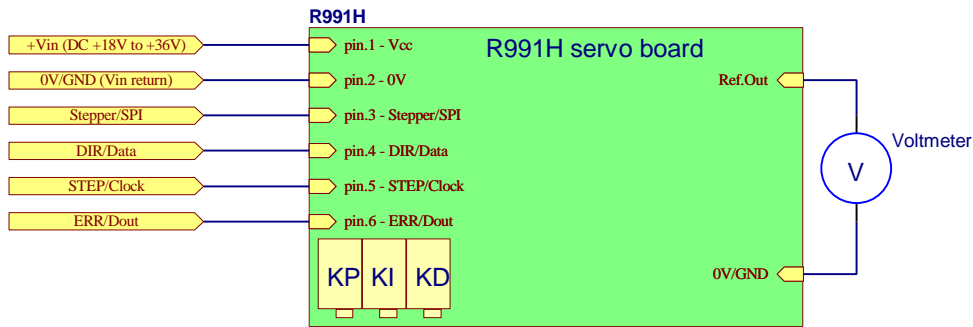 R991H
R991H servo board
+Vin (DC +18V to +36V)
pin.1 - Vcc
0V/GND (Vin return)
pin.2 - 0V
Ref.Out
Stepper/SPI
pin.3 - Stepper/SPI
Voltmeter
DIR/Data
pin.4 - DIR/Data
V
STEP/Clock
pin.5 - STEP/Clock
ERR/Dout
pin.6 - ERR/Dout
KP KI KD
0V/GND